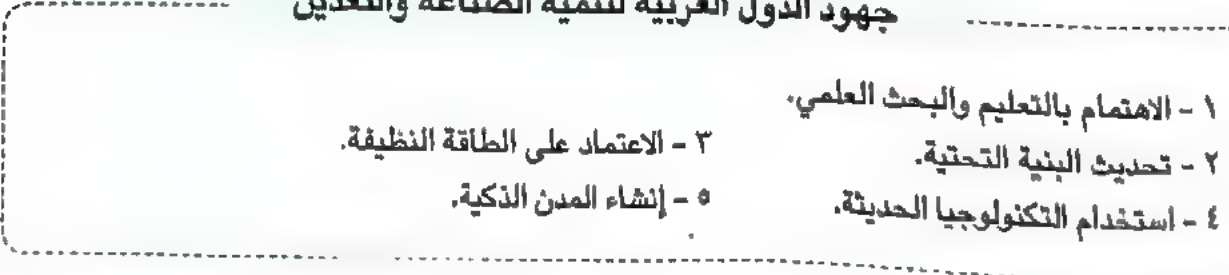 جهود الدول العربية لتنمية الصناعة والتعدين
١ - الاهتمام بالتعليم والبحث العلمي.
٢ - تحديث البنية التحتية.
٣ - الاعتماد على الطاقة النظيفة.
٤ - استخدام التكنولوجيا الحديثة.
٥ - إنشاء المدن الذكية.